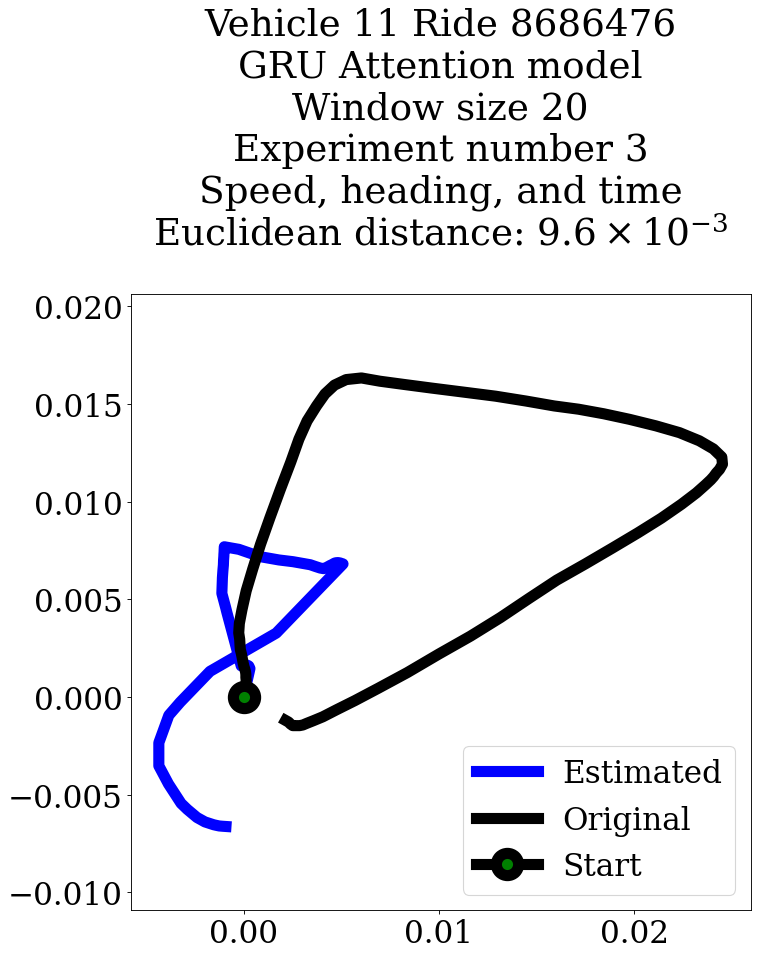 Vehicle 11 Ride 8686476
GRU Attention model
Window size 20
Experiment number 3
Speed, heading, and time
Euclidean distance: 9.6 × 10⁻³
0.020
0.015
0.010
0.005
0.000
−0.005
−0.010
0.00 0.01 0.02
Estimated
Original
Start